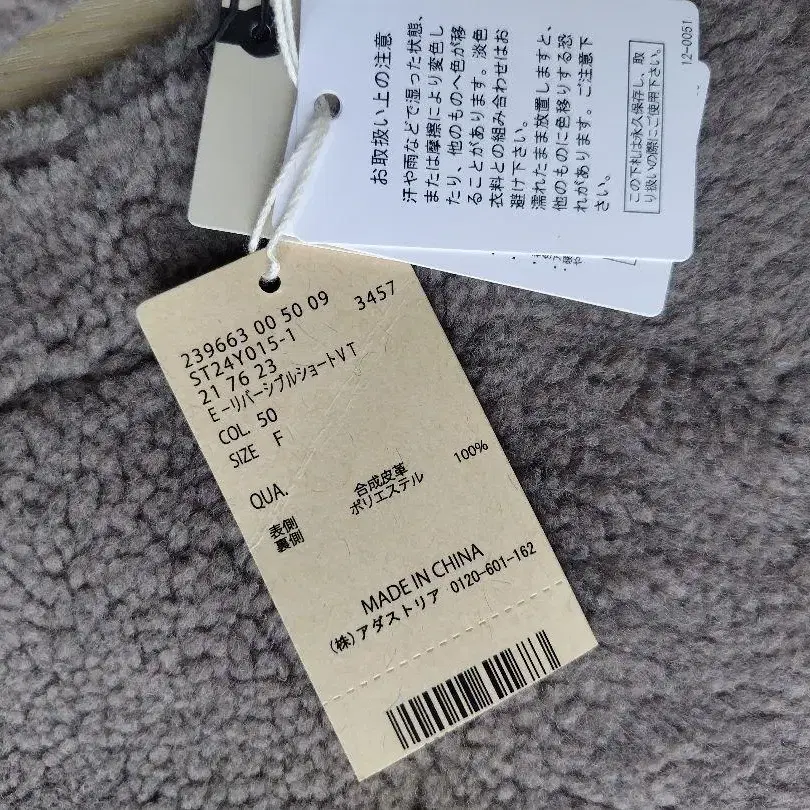 お取扱い上の注意
汗や雨などで湿った状態、
または摩擦により変色し
たり、他のものへ色が移
ることがあります。淡色
衣料との組み合わせはお
避け下さい。
濡れたまま放置しますと、
他のものに色移りする恐
れがあります。ご注意下
さい。
この下札は永久保存し、取
り扱いの際にご使用下さい。
12-0051
239663 00 50 09 3457
ST24Y015-1
21 76 23
E-リバーシブルショートVT
COL. 50
SIZE F
QUA.
表側 合成皮革
裏側 ポリエステル 100%
MADE IN CHINA
(株)アダストリア 0120-601-162